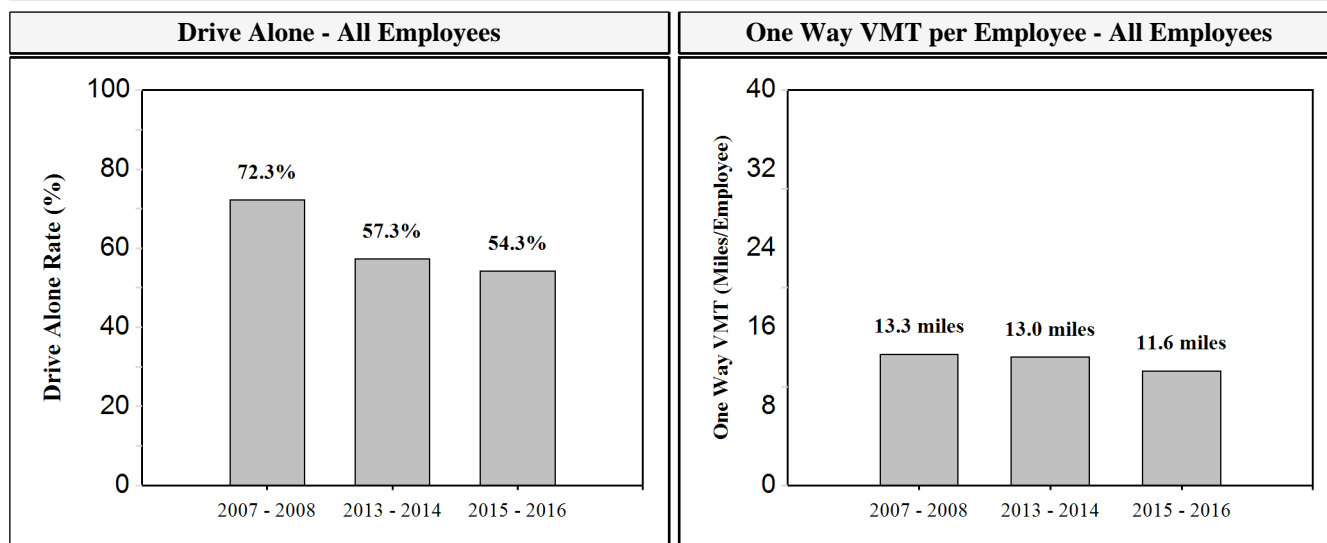 Drive Alone - All Employees
One Way VMT per Employee - All Employees
Drive Alone Rate (%)
100
80
60
40
20
0
72.3%
57.3%
54.3%
2007 - 2008
2013 - 2014
2015 - 2016
One Way VMT (Miles/Employee)
40
32
24
16
8
0
13.3 miles
13.0 miles
11.6 miles
2007 - 2008
2013 - 2014
2015 - 2016